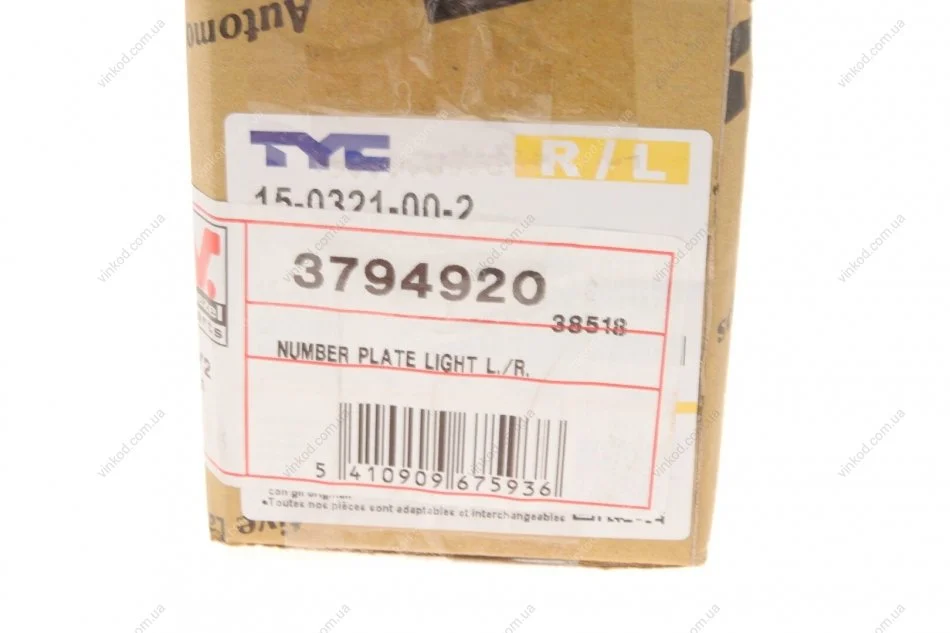 Automo
TYC
R/L
15-0321-00-2
3794920
38518
NUMBER PLATE LIGHT L./R.
5 410909 675936
•Toutes nos pièces sont adaptables et interchangeables
vinkod.com.ua